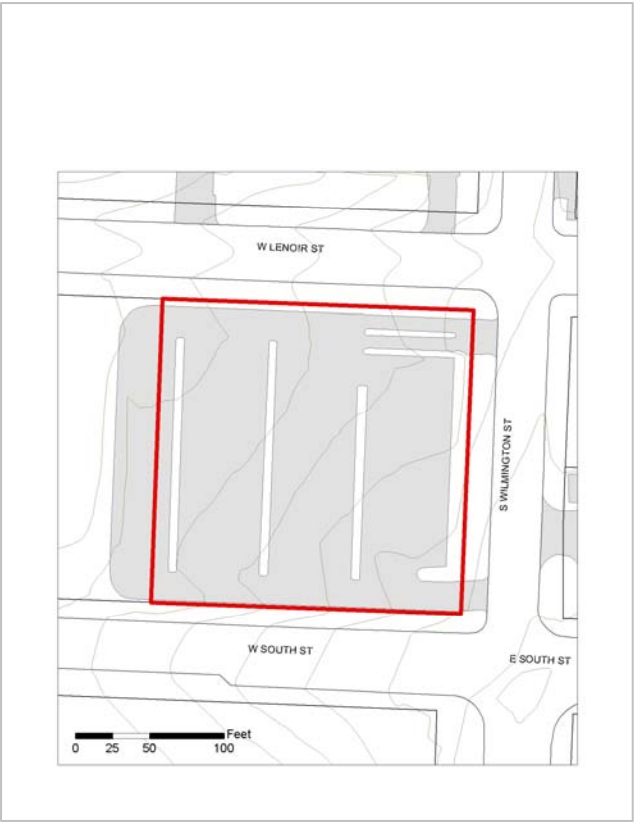 W LENOIR ST
S WILMINGTON ST
W SOUTH ST
E SOUTH ST
Feet
0 25 50 100